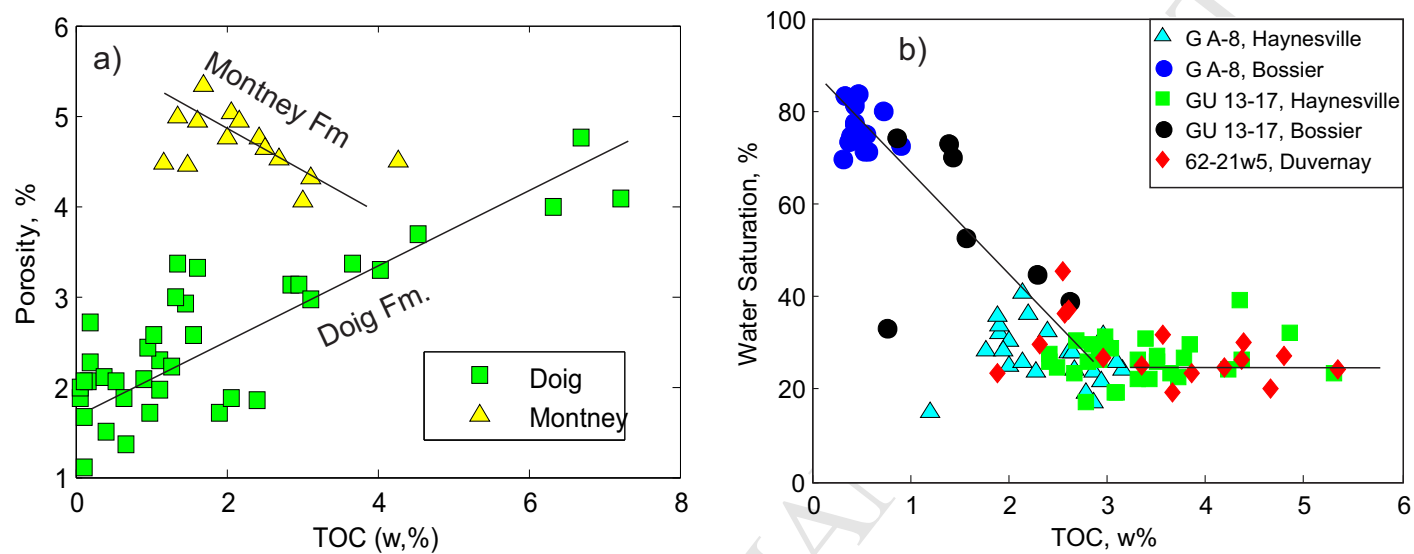 a)
Montney Fm
Doig Fm.
Doig
Montney
Porosity, %
6
5
4
3
2
1
0
2
4
6
8
TOC (w,%)
b)
G A-8, Haynesville
G A-8, Bossier
GU 13-17, Haynesville
GU 13-17, Bossier
62-21w5, Duvernay
Water Saturation, %
100
80
60
40
20
0
0
1
2
3
4
5
6
TOC, w%